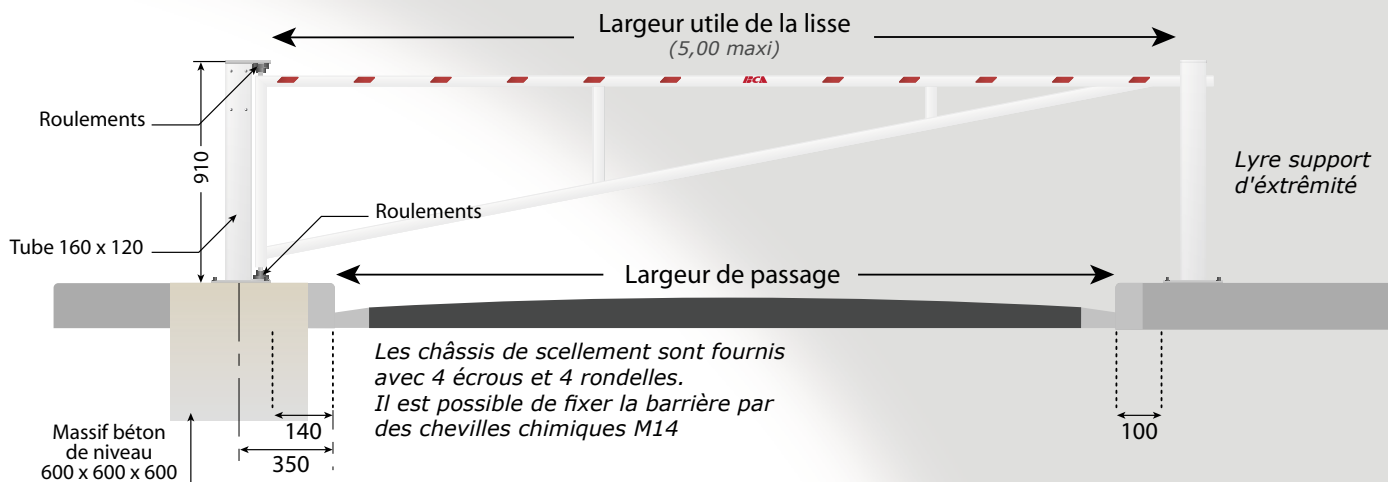 Largeur utile de la lisse
(5,00 maxi)
BCA
Roulements
910
Lyre support
d'éxtrêmité
Roulements
Tube 160 x 120
Largeur de passage
Les châssis de scellement sont fournis
avec 4 écrous et 4 rondelles.
Il est possible de fixer la barrière par
des chevilles chimiques M14
Massif béton
de niveau
600 x 600 x 600
140
350
100